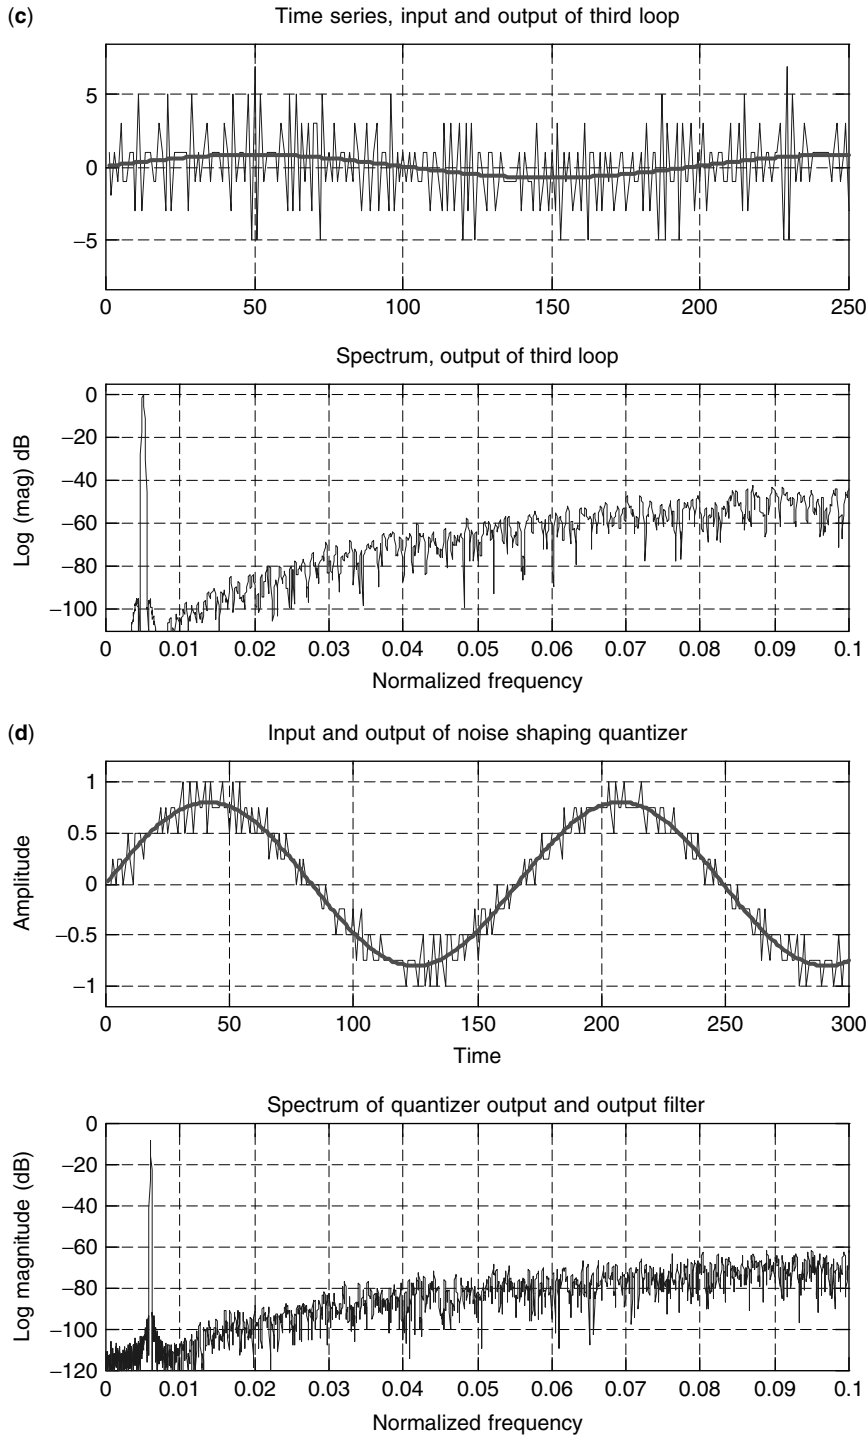 (c)
Time series, input and output of third loop
5
0
−5
0 50 100 150 200 250
Spectrum, output of third loop
Log (mag) dB
0
−20
−40
−60
−80
−100
0 0.01 0.02 0.03 0.04 0.05 0.06 0.07 0.08 0.09 0.1
Normalized frequency
(d)
Input and output of noise shaping quantizer
Amplitude
1
0.5
0
−0.5
−1
0 50 100 150 200 250 300
Time
Spectrum of quantizer output and output filter
Log magnitude (dB)
0
−20
−40
−60
−80
−100
−120
0 0.01 0.02 0.03 0.04 0.05 0.06 0.07 0.08 0.09 0.1
Normalized frequency